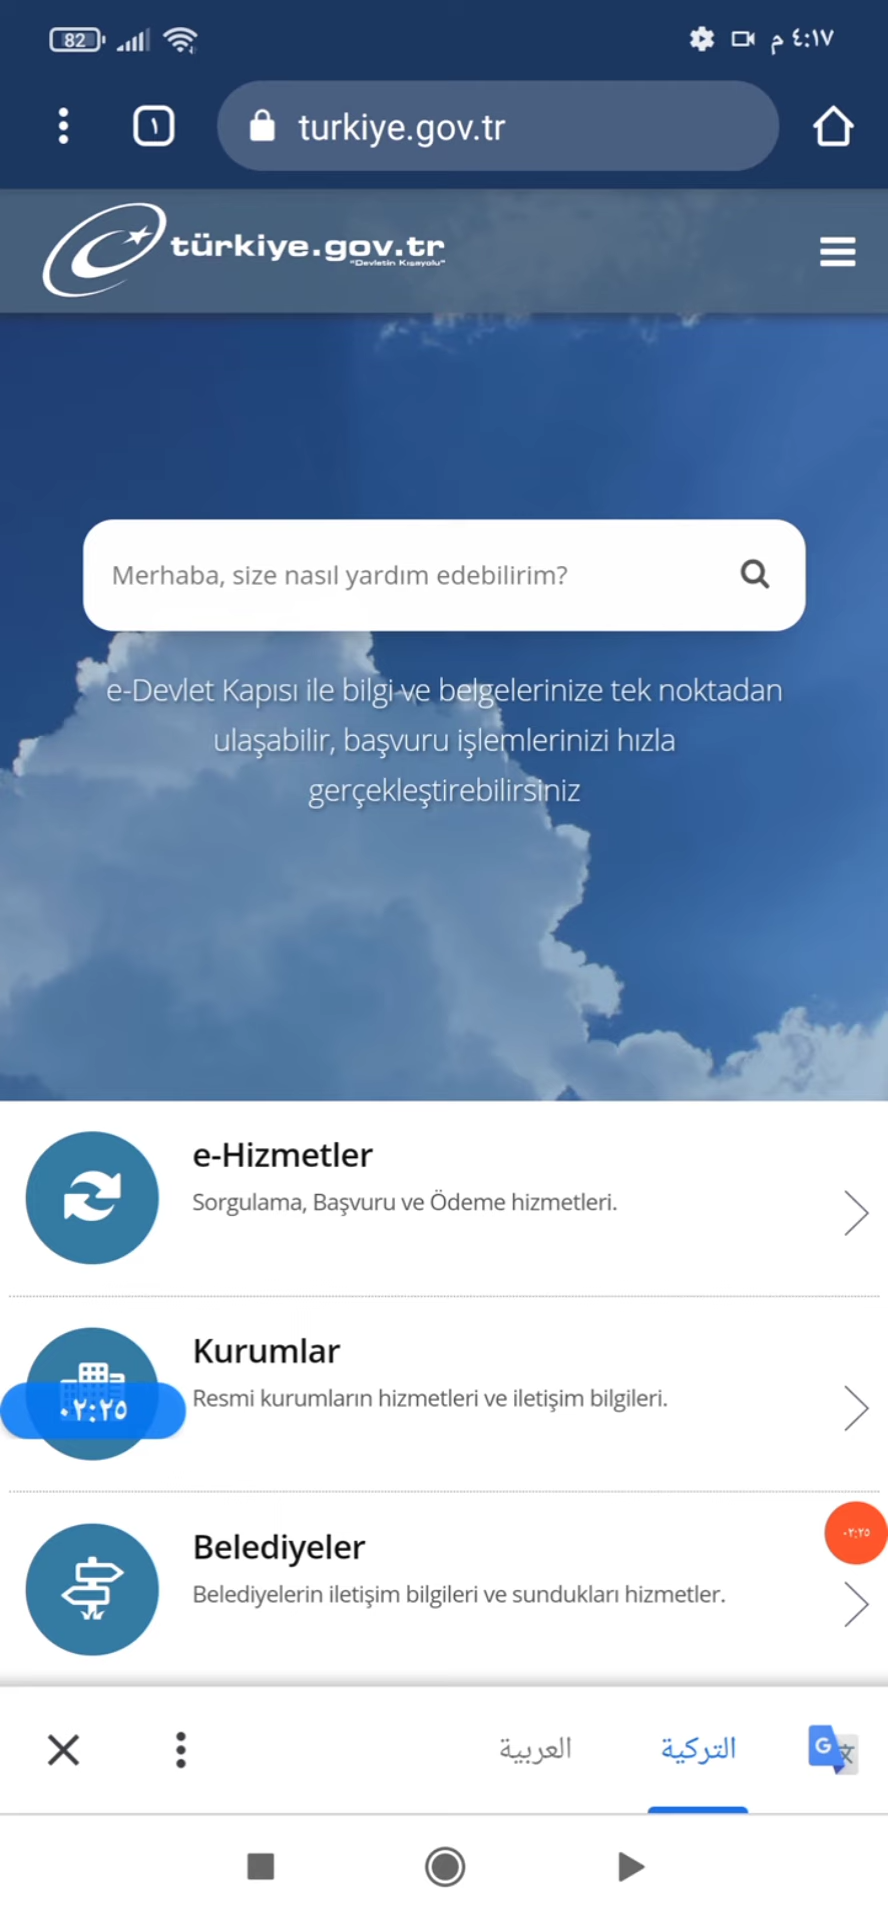 82
٤:١٧ م
١
turkiye.gov.tr
türkiye.gov.tr
"Devletin Kısayolu"
Merhaba, size nasıl yardım edebilirim?
e-Devlet Kapısı ile bilgi ve belgelerinize tek noktadan
ulaşabilir, başvuru işlemlerinizi hızla
gerçekleştirebilirsiniz
e-Hizmetler
Sorgulama, Başvuru ve Ödeme hizmetleri.
Kurumlar
Resmi kurumların hizmetleri ve iletişim bilgileri.
٠٢:٢٥
٠٢:٢٥
Belediyeler
Belediyelerin iletişim bilgileri ve sundukları hizmetler.
التركية
العربية
G